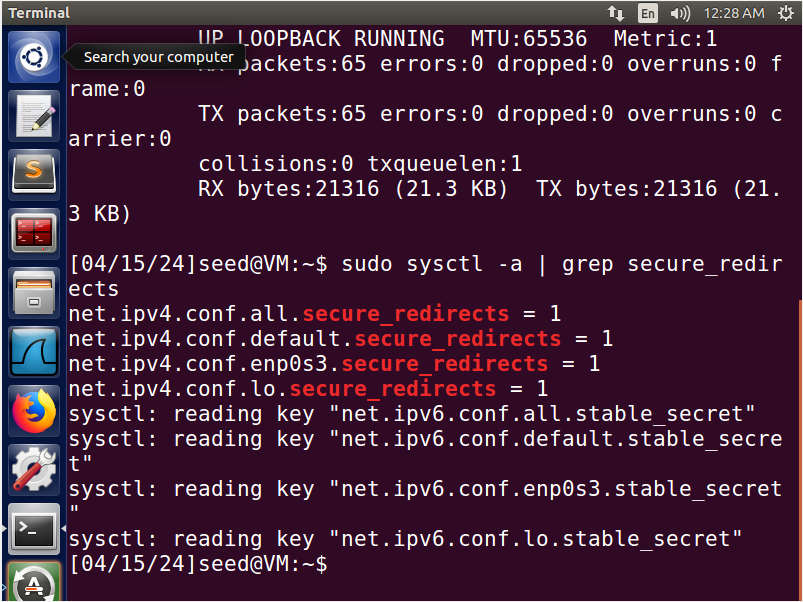 Terminal
En
12:28 AM
Search your computer
UP LOOPBACK RUNNING  MTU:65536  Metric:1
packets:65 errors:0 dropped:0 overruns:0 f
rame:0
TX packets:65 errors:0 dropped:0 overruns:0 c
arrier:0
collisions:0 txqueuelen:1
RX bytes:21316 (21.3 KB)  TX bytes:21316 (21.
3 KB)
[04/15/24]seed@VM:~$ sudo sysctl -a | grep secure_redir
ects
net.ipv4.conf.all.secure_redirects = 1
net.ipv4.conf.default.secure_redirects = 1
net.ipv4.conf.enp0s3.secure_redirects = 1
net.ipv4.conf.lo.secure_redirects = 1
sysctl: reading key "net.ipv6.conf.all.stable_secret"
sysctl: reading key "net.ipv6.conf.default.stable_secre
t"
sysctl: reading key "net.ipv6.conf.enp0s3.stable_secret
"
sysctl: reading key "net.ipv6.conf.lo.stable_secret"
[04/15/24]seed@VM:~$